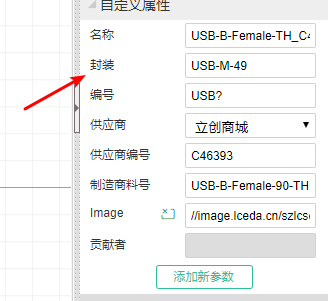 自定义属性
名称 USB-B-Female-TH_C4
封装 USB-M-49
编号 USB?
供应商 立创商城
供应商编号 C46393
制造商料号 USB-B-Female-90-TH
Image //image.lceda.cn/szlcsc
贡献者
添加新参数